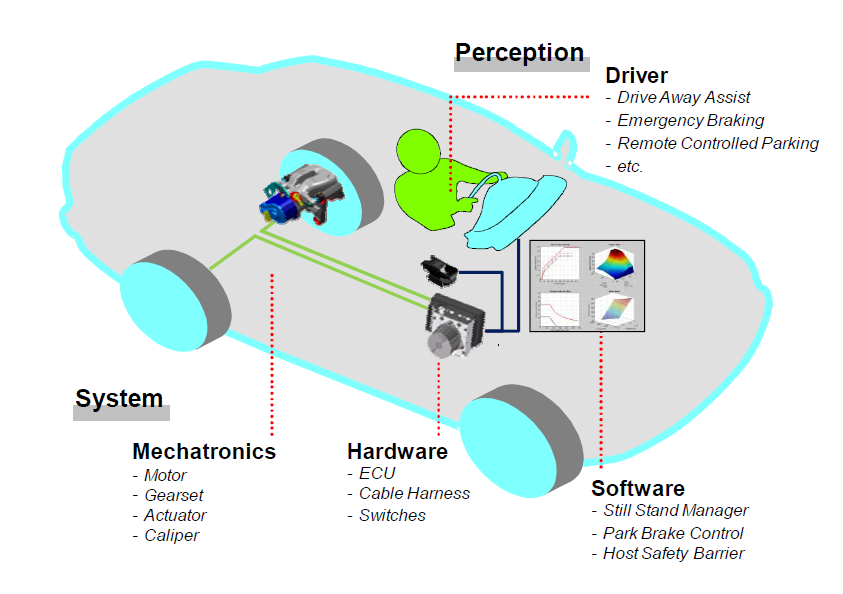 Perception
Driver
- Drive Away Assist
- Emergency Braking
- Remote Controlled Parking
- etc.
System
Mechatronics
- Motor
- Gearset
- Actuator
- Caliper
Hardware
- ECU
- Cable Harness
- Switches
Software
- Still Stand Manager
- Park Brake Control
- Host Safety Barrier